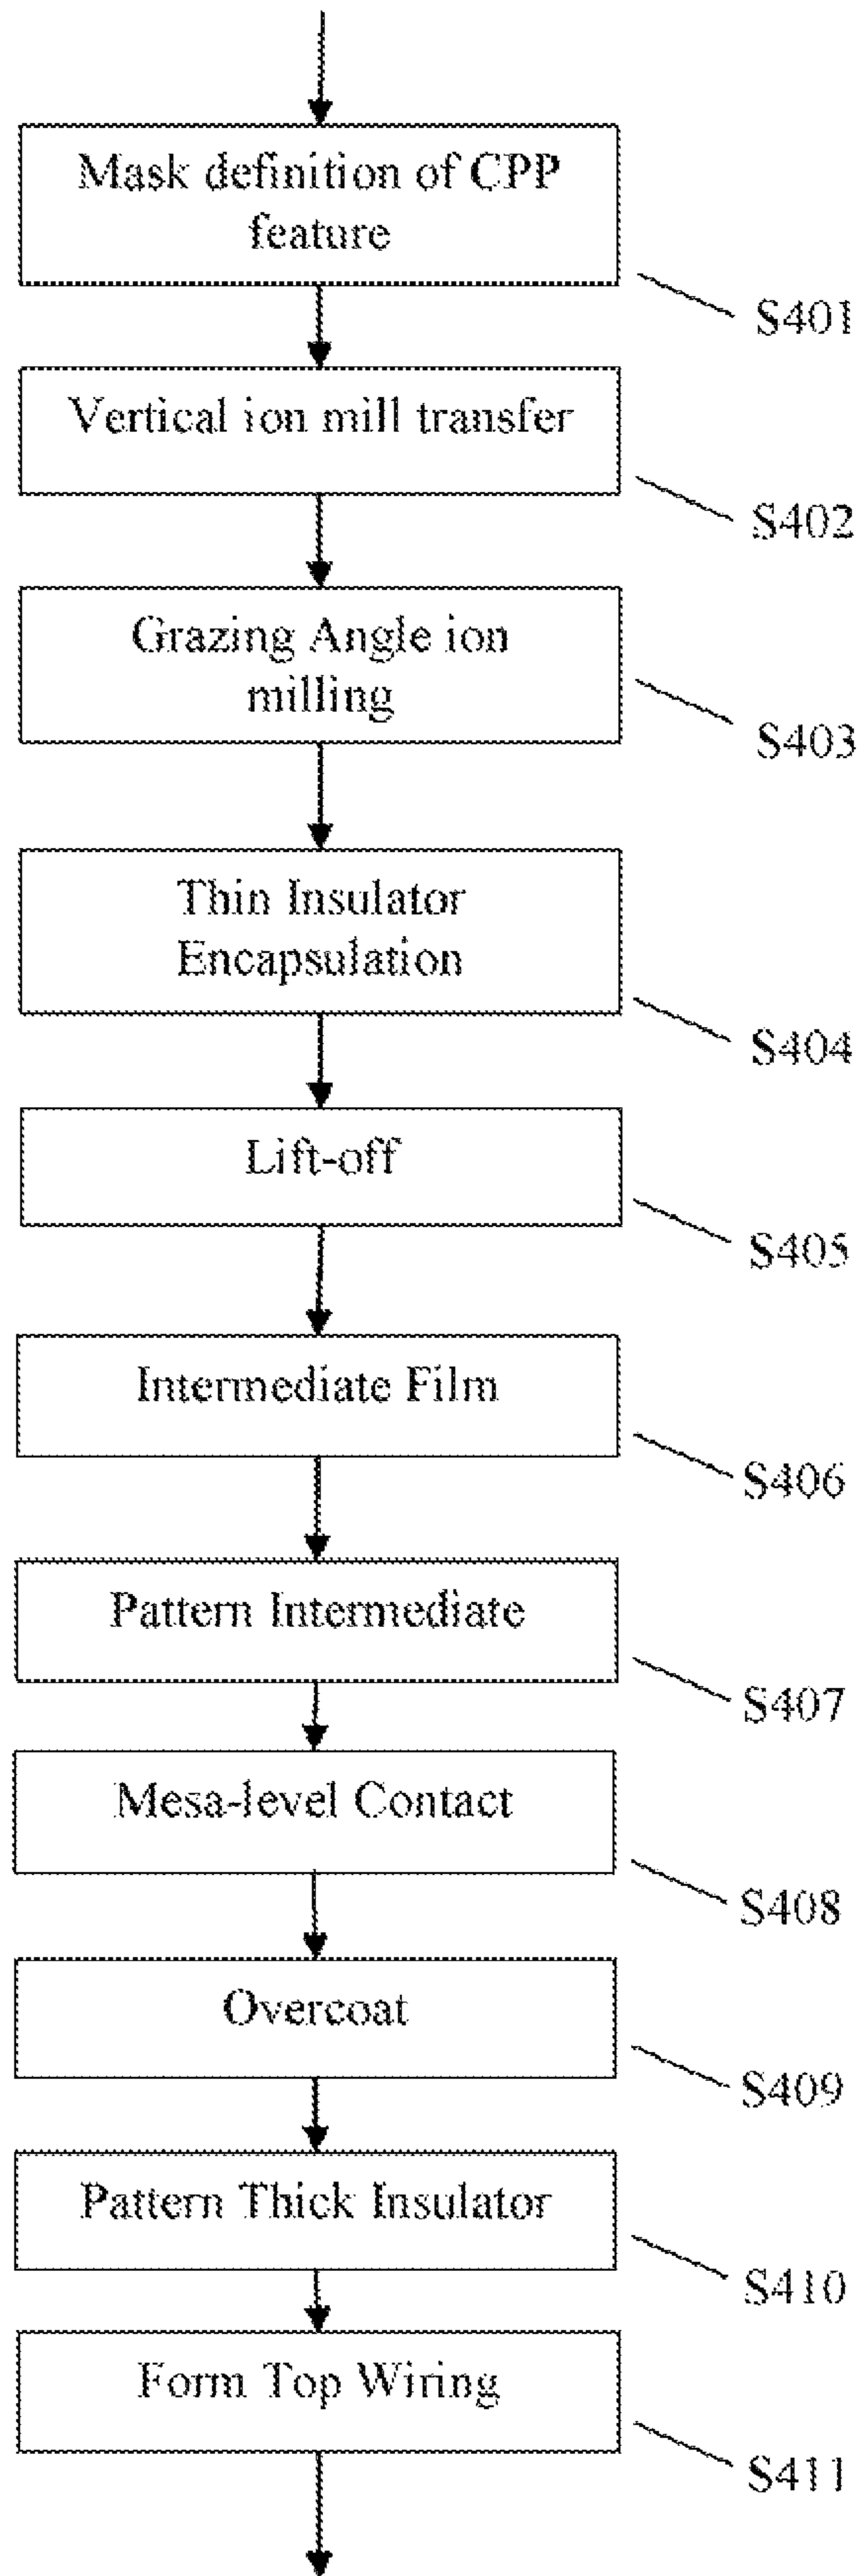 Mask definition of CPP
feature
S401
Vertical ion mill transfer
S402
Grazing Angle ion
milling
S403
Thin Insulator
Encapsulation
S404
Lift-off
S405
Intermediate Film
S406
Pattern Intermediate
S407
Mesa-level Contact
S408
Overcoat
S409
Pattern Thick Insulator
S410
Form Top Wiring
S411